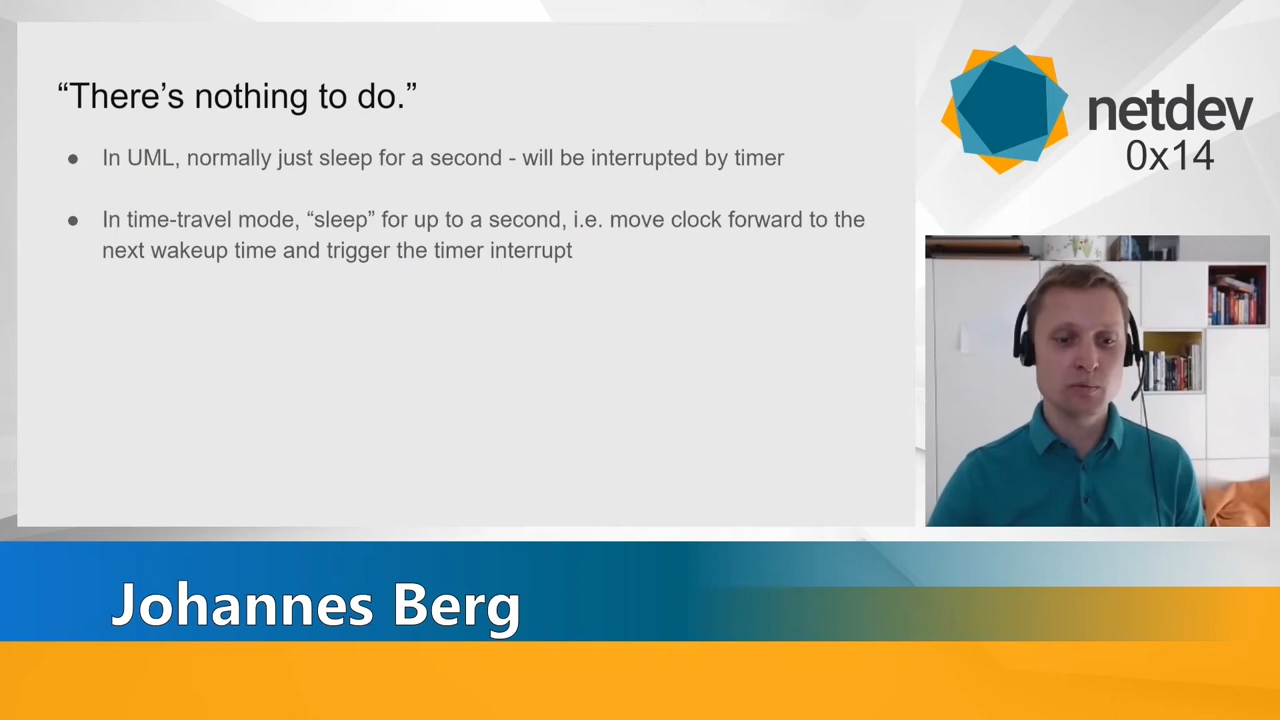 “There’s nothing to do.”
● In UML, normally just sleep for a second - will be interrupted by timer
● In time-travel mode, “sleep” for up to a second, i.e. move clock forward to the
next wakeup time and trigger the timer interrupt
netdev
0x14
Johannes Berg